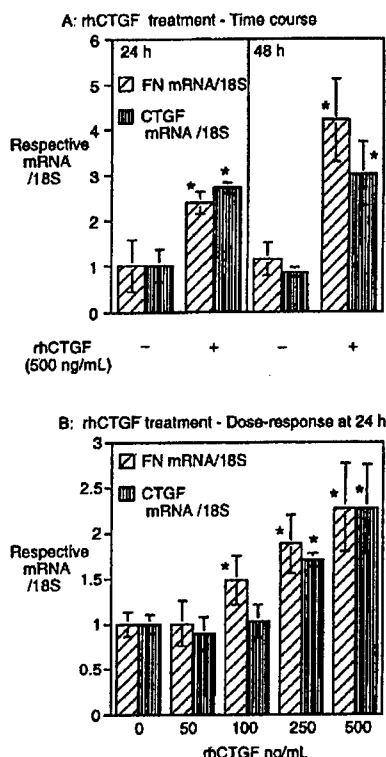 A: rhCTGF treatment - Time course
6
5
4
3
2
1
0
24 h
48 h
FN mRNA/18S
CTGF
mRNA /18S
Respective
mRNA
/18S
*
*
*
*
rhCTGF
(500 ng/mL)
– + – +
B: rhCTGF treatment - Dose-response at 24 h
3
2.5
2
1.5
1
0.5
0
FN mRNA/18S
CTGF
mRNA /18S
Respective
mRNA
/18S
*
*
*
*
*
0 50 100 250 500
rhCTGF ng/mL